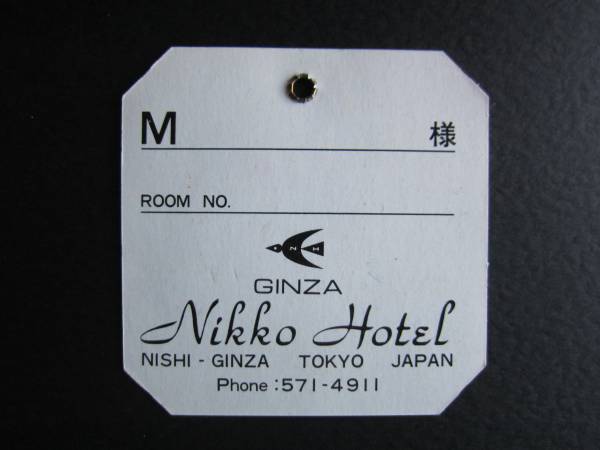 M 様
ROOM NO.
N H
GINZA
Nikko Hotel
NISHI - GINZA TOKYO JAPAN
Phone : 571-4911